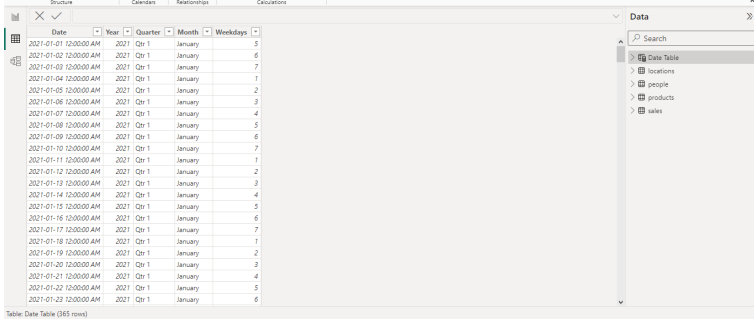 Structure Calendars Relationships Calculations
Data
Date Year Quarter Month Weekdays
Search
2021-01-01 12:00:00 AM 2021 Qtr 1 January 5
2021-01-02 12:00:00 AM 2021 Qtr 1 January 6
Date Table
2021-01-03 12:00:00 AM 2021 Qtr 1 January 7
locations
2021-01-04 12:00:00 AM 2021 Qtr 1 January 1
people
2021-01-05 12:00:00 AM 2021 Qtr 1 January 2
products
2021-01-06 12:00:00 AM 2021 Qtr 1 January 3
sales
2021-01-07 12:00:00 AM 2021 Qtr 1 January 4
2021-01-08 12:00:00 AM 2021 Qtr 1 January 5
2021-01-09 12:00:00 AM 2021 Qtr 1 January 6
2021-01-10 12:00:00 AM 2021 Qtr 1 January 7
2021-01-11 12:00:00 AM 2021 Qtr 1 January 1
2021-01-12 12:00:00 AM 2021 Qtr 1 January 2
2021-01-13 12:00:00 AM 2021 Qtr 1 January 3
2021-01-14 12:00:00 AM 2021 Qtr 1 January 4
2021-01-15 12:00:00 AM 2021 Qtr 1 January 5
2021-01-16 12:00:00 AM 2021 Qtr 1 January 6
2021-01-17 12:00:00 AM 2021 Qtr 1 January 7
2021-01-18 12:00:00 AM 2021 Qtr 1 January 1
2021-01-19 12:00:00 AM 2021 Qtr 1 January 2
2021-01-20 12:00:00 AM 2021 Qtr 1 January 3
2021-01-21 12:00:00 AM 2021 Qtr 1 January 4
2021-01-22 12:00:00 AM 2021 Qtr 1 January 5
2021-01-23 12:00:00 AM 2021 Qtr 1 January 6
Table: Date Table (365 rows)